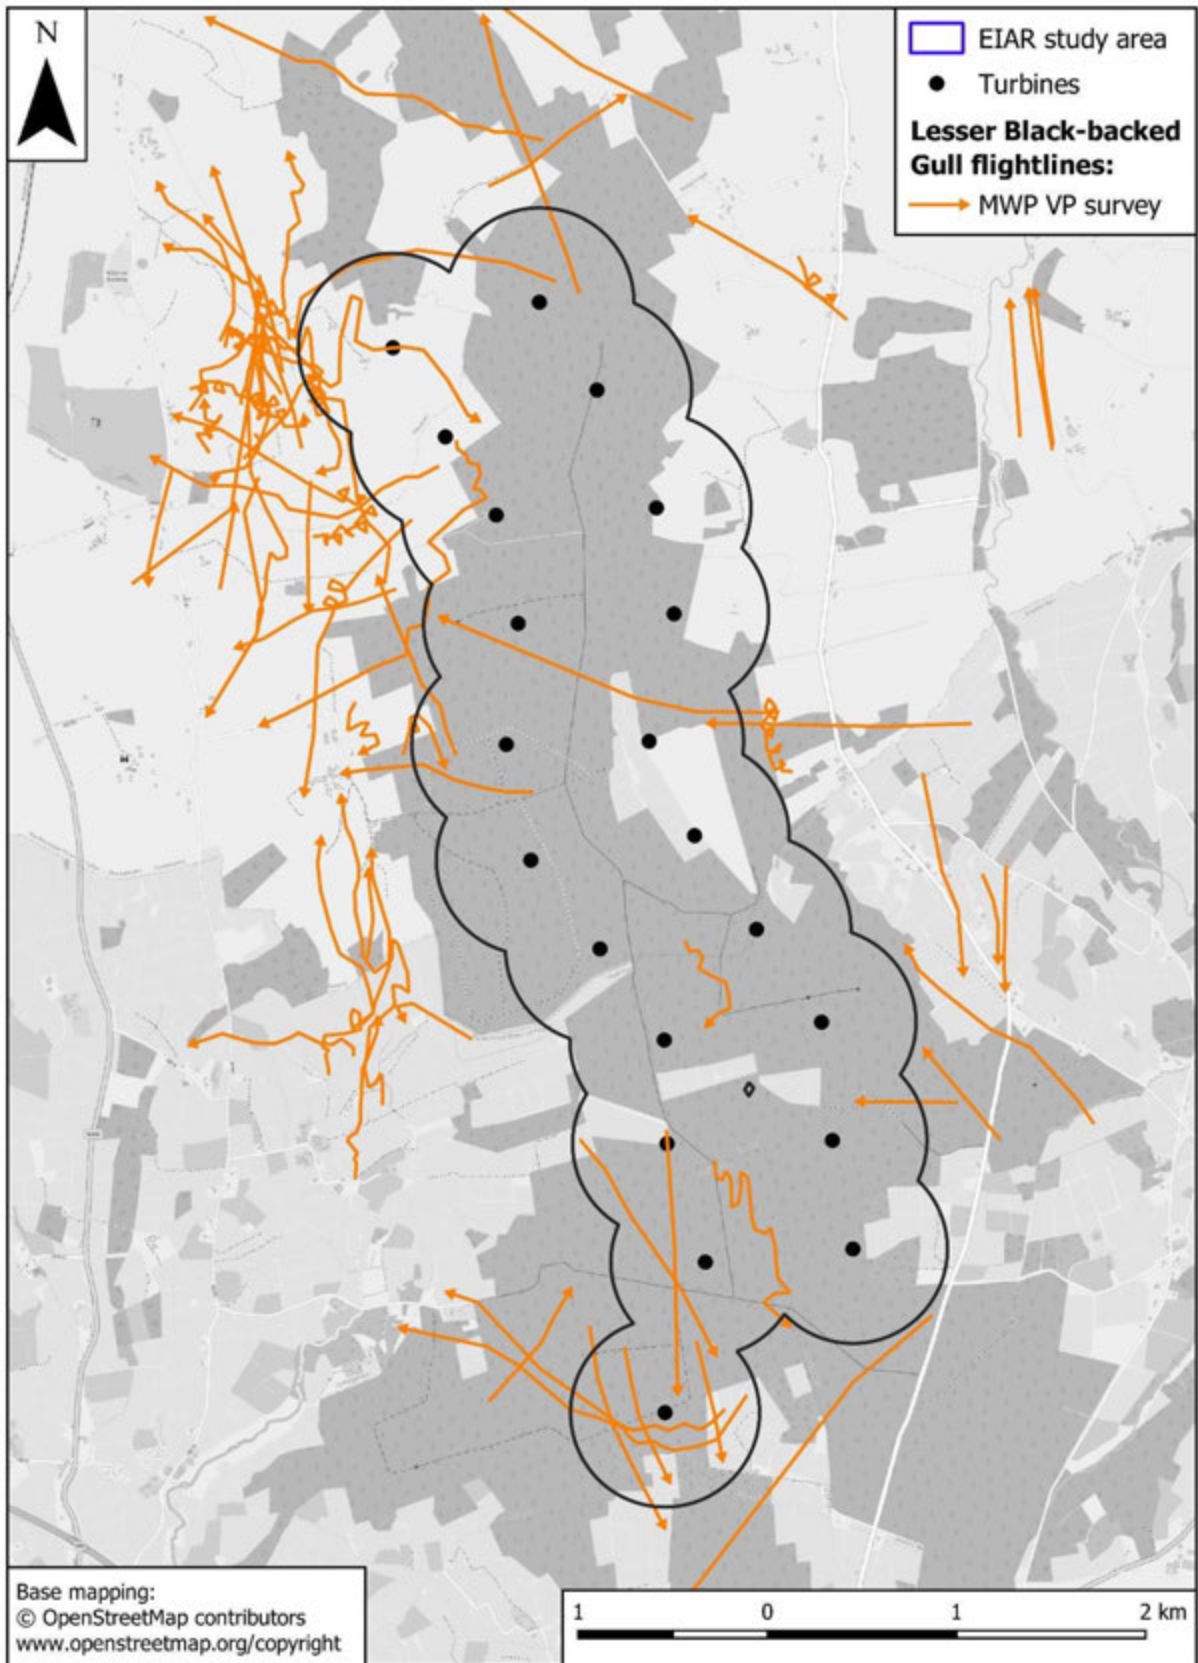 N
EIAR study area
Turbines
Lesser Black-backed
Gull flightlines:
MWP VP survey
Base mapping:
© OpenStreetMap contributors
www.openstreetmap.org/copyright
1 0 1 2 km